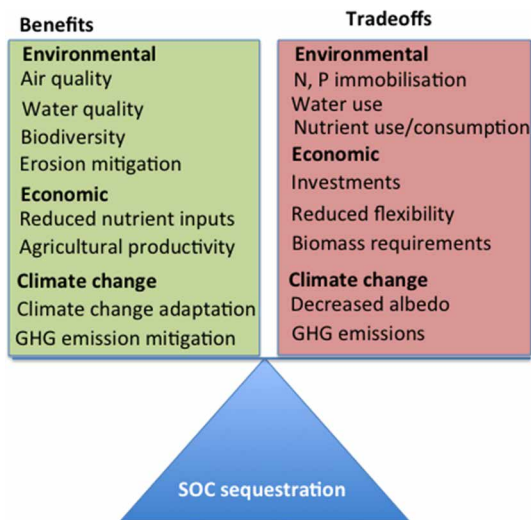 Benefits
Environmental
Air quality
Water quality
Biodiversity
Erosion mitigation
Economic
Reduced nutrient inputs
Agricultural productivity
Climate change
Climate change adaptation
GHG emission mitigation
Tradeoffs
Environmental
N, P immobilisation
Water use
Nutrient use/consumption
Economic
Investments
Reduced flexibility
Biomass requirements
Climate change
Decreased albedo
GHG emissions
SOC sequestration